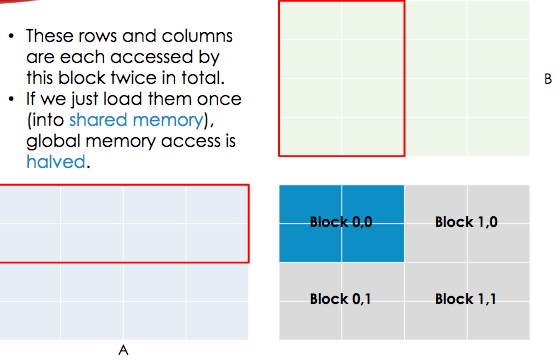 • These rows and columns
are each accessed by
this block twice in total.
• If we just load them once
(into shared memory),
global memory access is
halved.
B
Block 0,0
Block 1,0
Block 0,1
Block 1,1
A